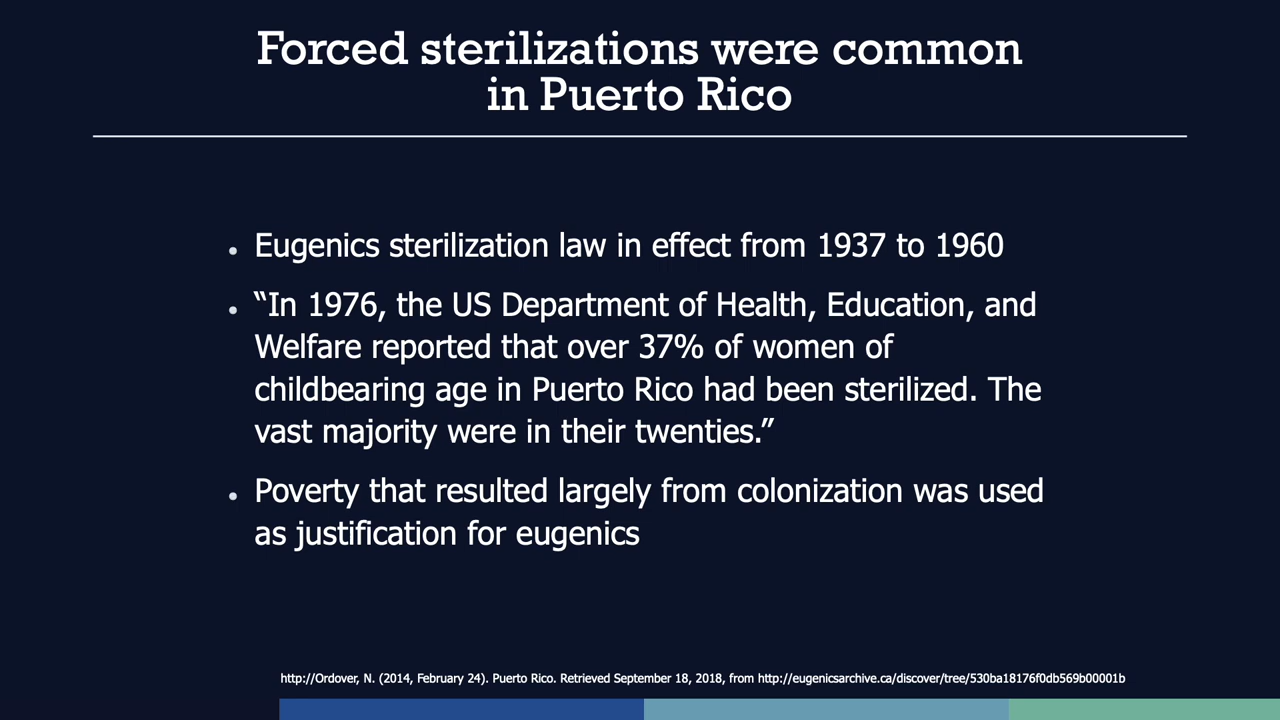 Forced sterilizations were common
in Puerto Rico
• Eugenics sterilization law in effect from 1937 to 1960
• “In 1976, the US Department of Health, Education, and
Welfare reported that over 37% of women of
childbearing age in Puerto Rico had been sterilized. The
vast majority were in their twenties.”
• Poverty that resulted largely from colonization was used
as justification for eugenics
http://Ordover, N. (2014, February 24). Puerto Rico. Retrieved September 18, 2018, from http://eugenicsarchive.ca/discover/tree/530ba18176f0db569b00001b